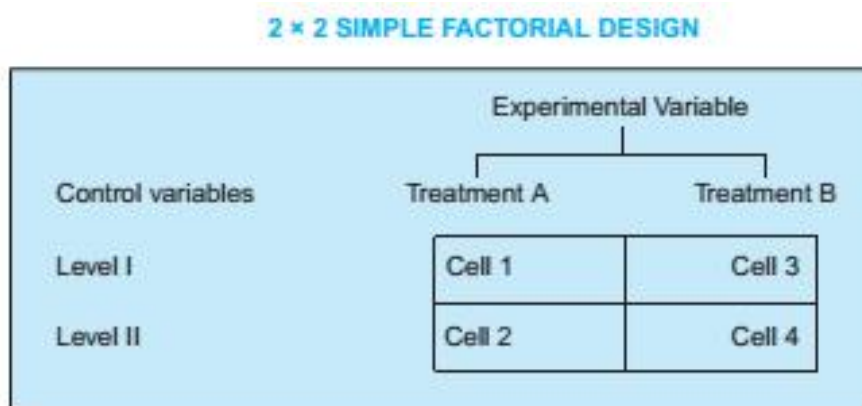 2 × 2 SIMPLE FACTORIAL DESIGN
Experimental Variable
Control variables Treatment A Treatment B
Level I Cell 1 Cell 3
Level II Cell 2 Cell 4